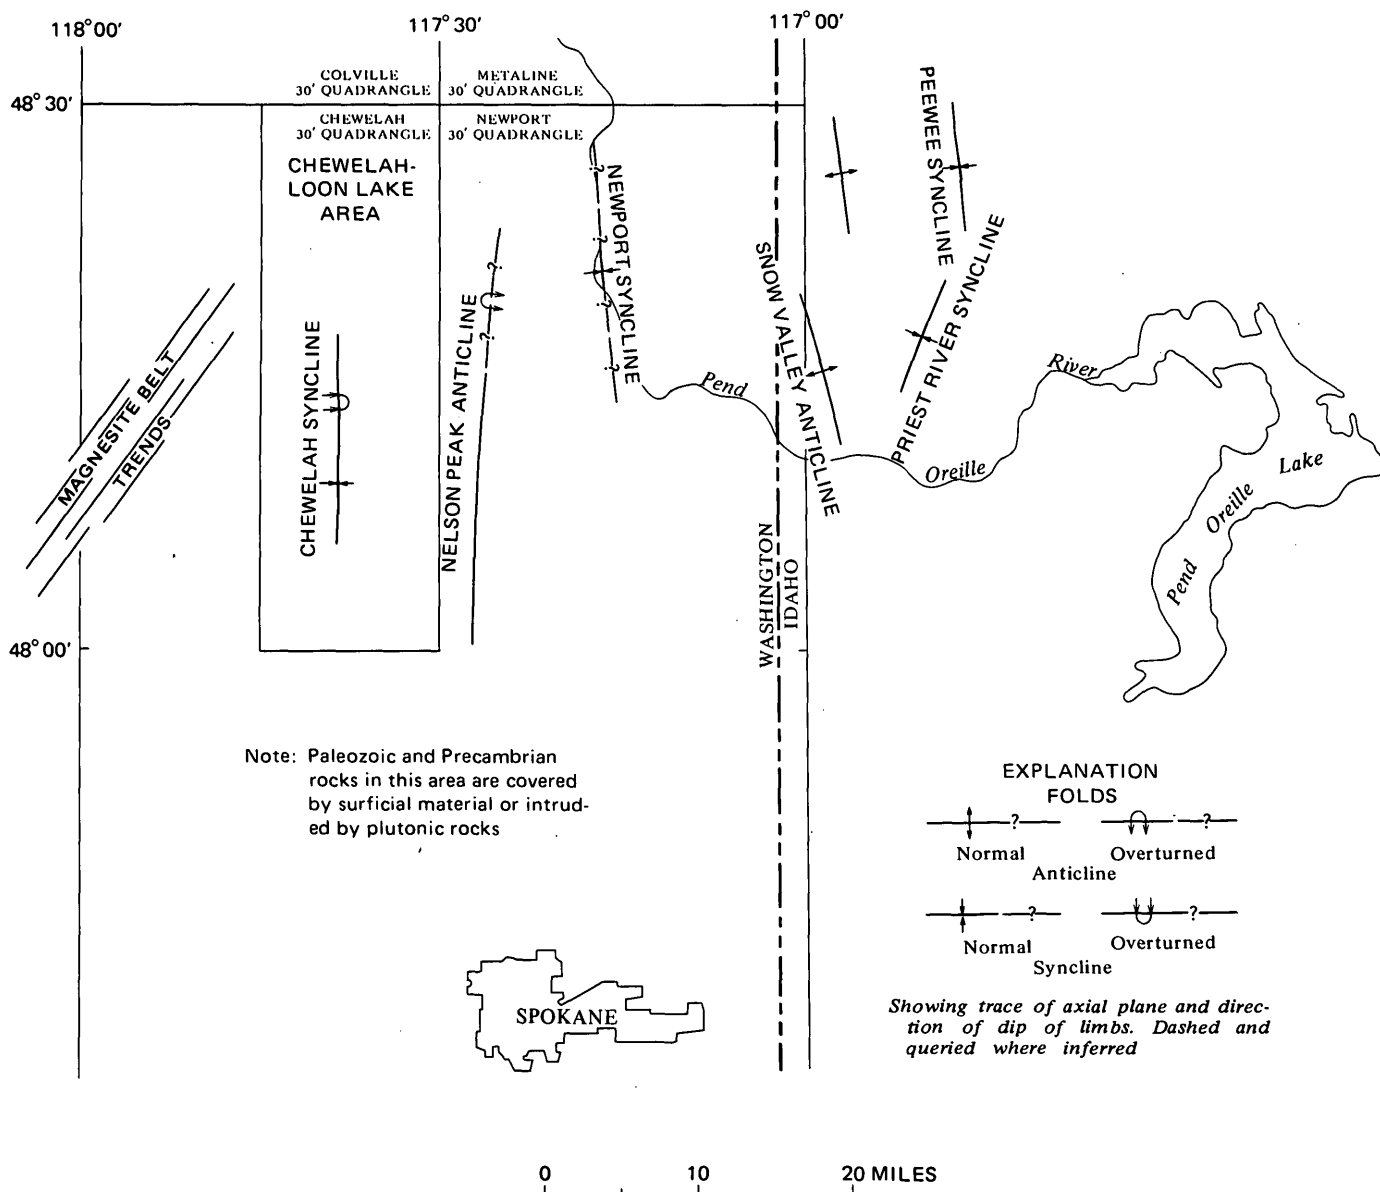 118°00′
117°30′
117°00′
COLVILLE
30′ QUADRANGLE
METALINE
30′ QUADRANGLE
48°30′
CHEWELAH
30′ QUADRANGLE
NEWPORT
30′ QUADRANGLE
CHEWELAH-
LOON LAKE
AREA
PEEWEE SYNCLINE
NEWPORT SYNCLINE
?
?
?
?
SNOW VALLEY ANTICLINE
PRIEST RIVER SYNCLINE
NELSON PEAK ANTICLINE
?
?
CHEWELAH SYNCLINE
MAGNESITE BELT
TRENDS
Pend
Oreille
River
Pend
Oreille
Lake
WASHINGTON
IDAHO
48°00′
Note: Paleozoic and Precambrian
rocks in this area are covered
by surficial material or intrud-
ed by plutonic rocks
EXPLANATION
FOLDS
?
?
Normal
Overturned
Anticline
?
?
Normal
Overturned
Syncline
Showing trace of axial plane and direc-
tion of dip of limbs. Dashed and
queried where inferred
SPOKANE
0
10
20 MILES